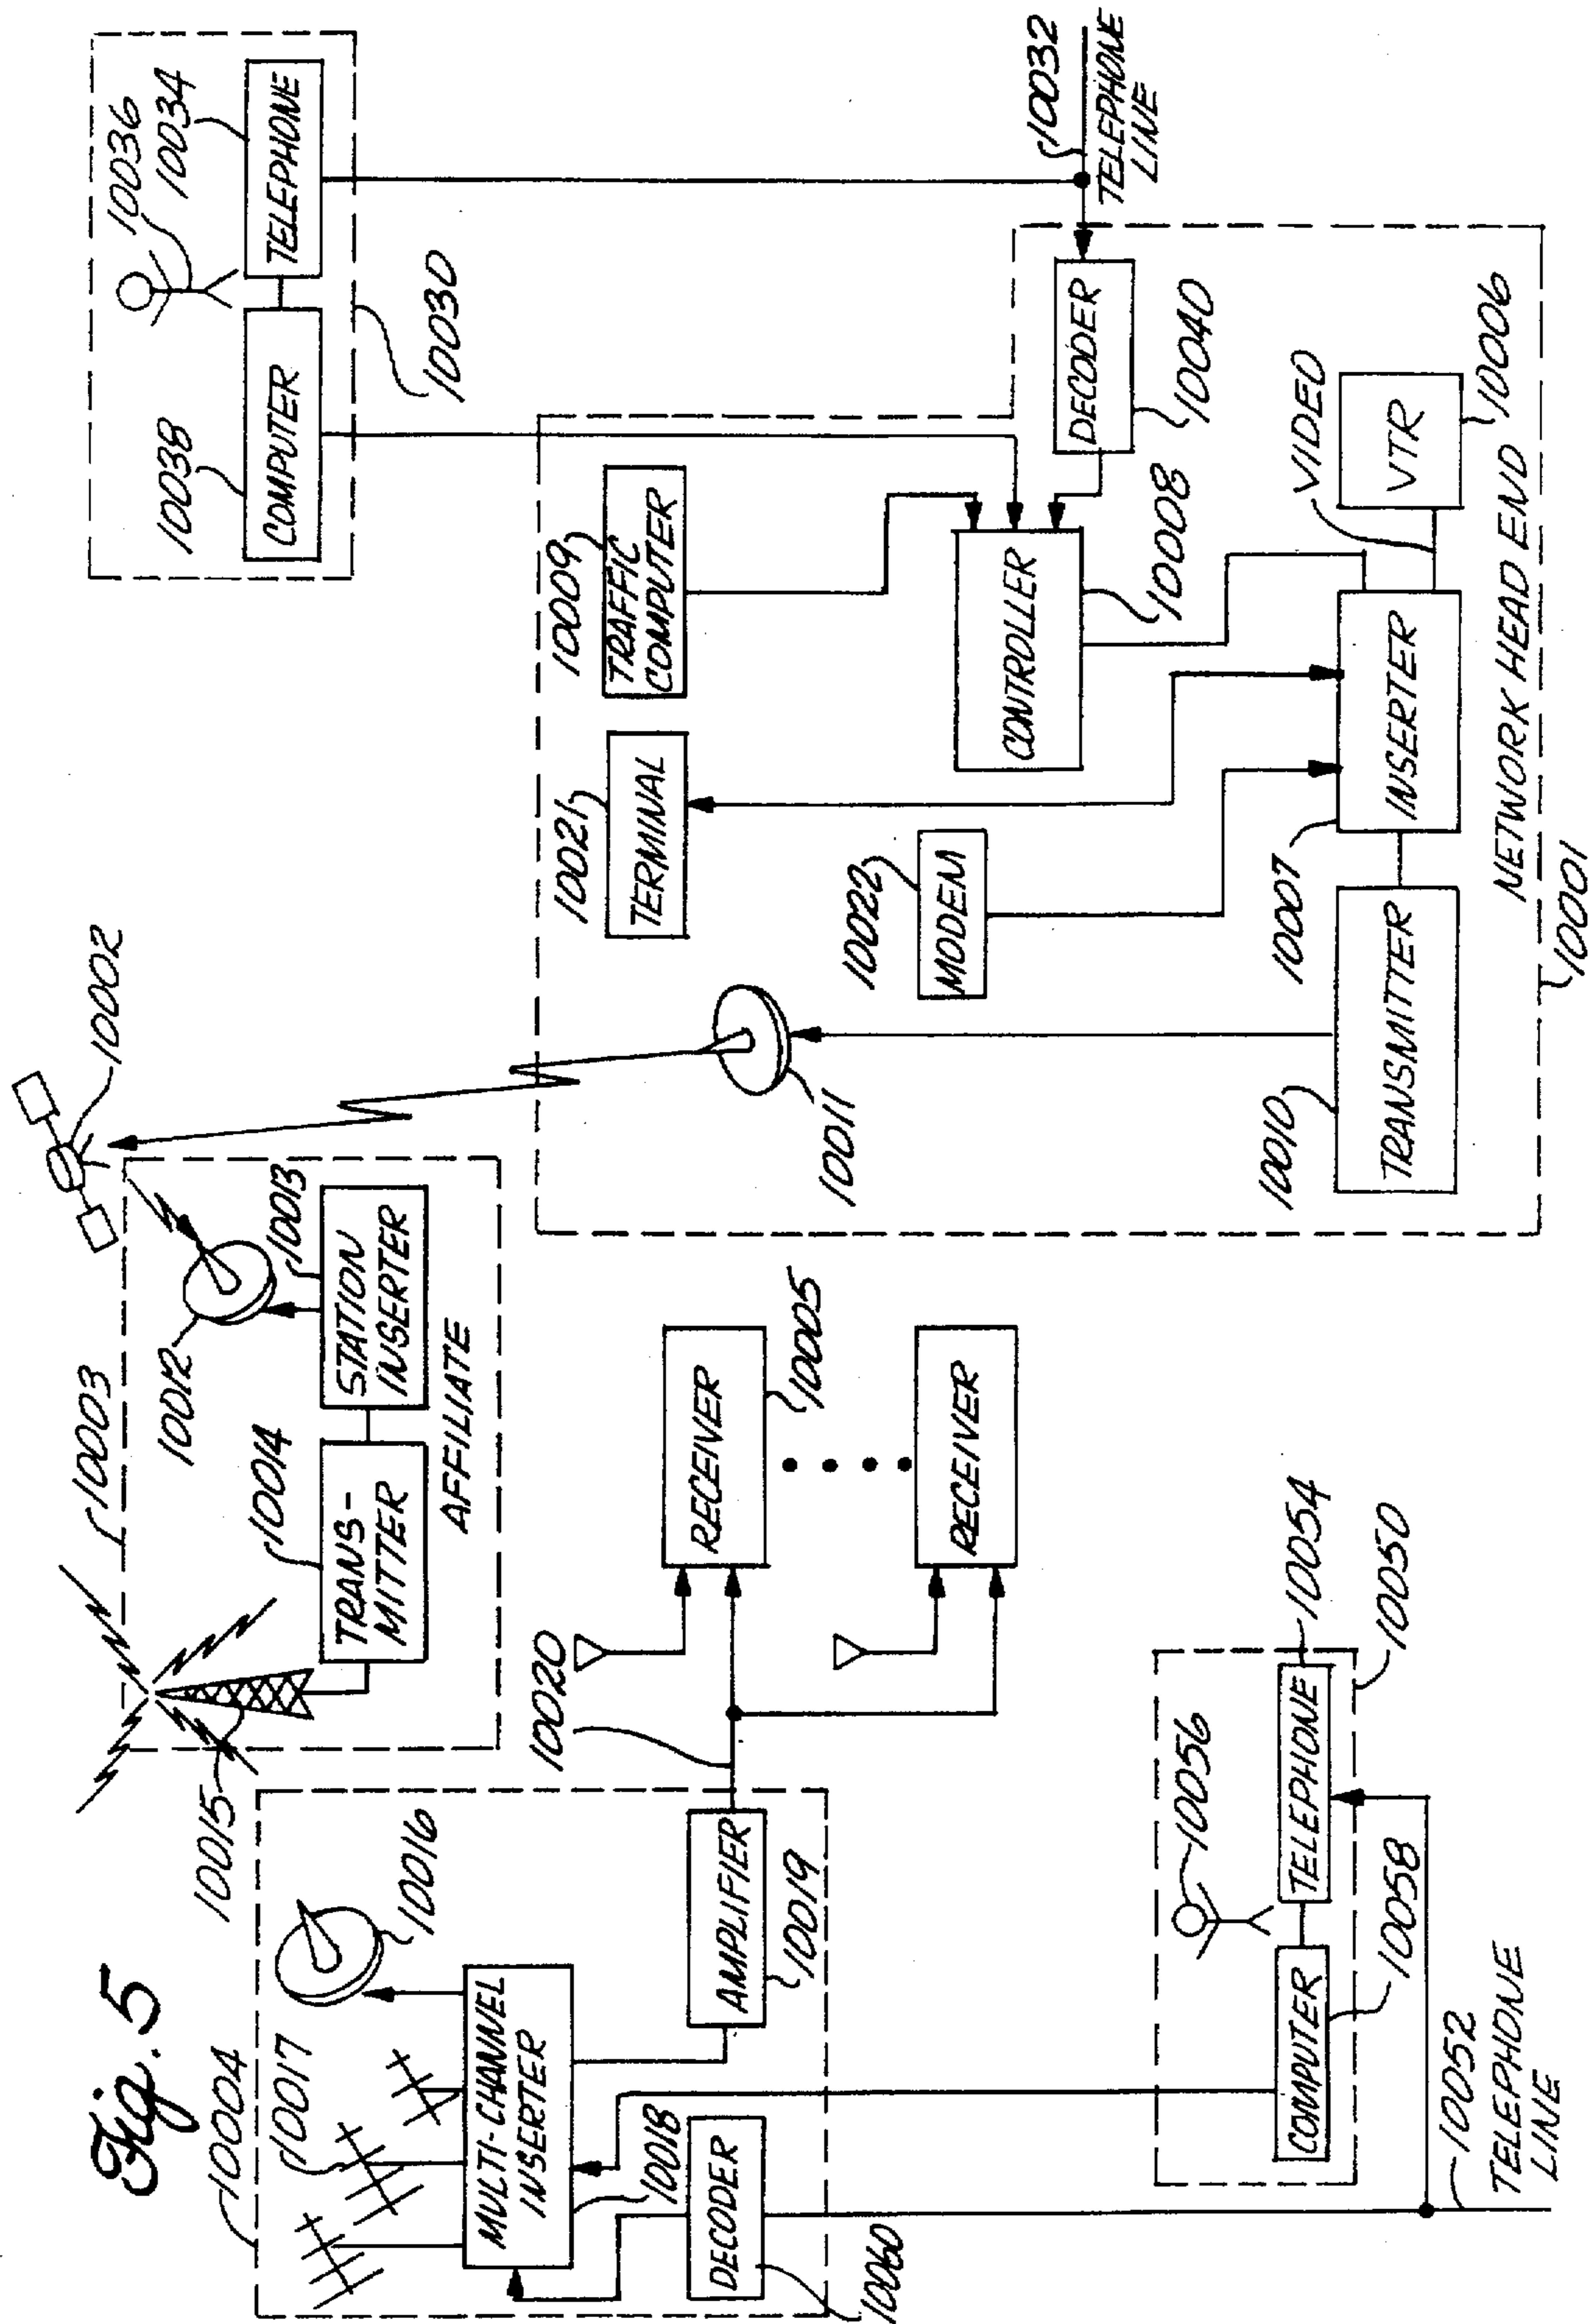 Fig. 5
10004
10017
10016
MULTI-CHANNEL
INSERTER
10018
DECODER
10060
AMPLIFIER
10019
10020
10003
10015
10014
TRANS-
MITTER
10012
10013
STATION
INSERTER
AFFILIATE
10002
RECEIVER
10005
RECEIVER
10056
COMPUTER
TELEPHONE
10054
10058
10050
10052
TELEPHONE
LINE
10038
10036
10034
COMPUTER
TELEPHONE
10030
10011
10021
TERMINAL
10009
TRAFFIC
COMPUTER
10022
MODEM
CONTROLLER
10008
DECODER
10040
10032
TELEPHONE
LINE
10010
TRANSMITTER
10007
INSERTER
VIDEO
VTR
10006
NETWORK HEAD END
10001